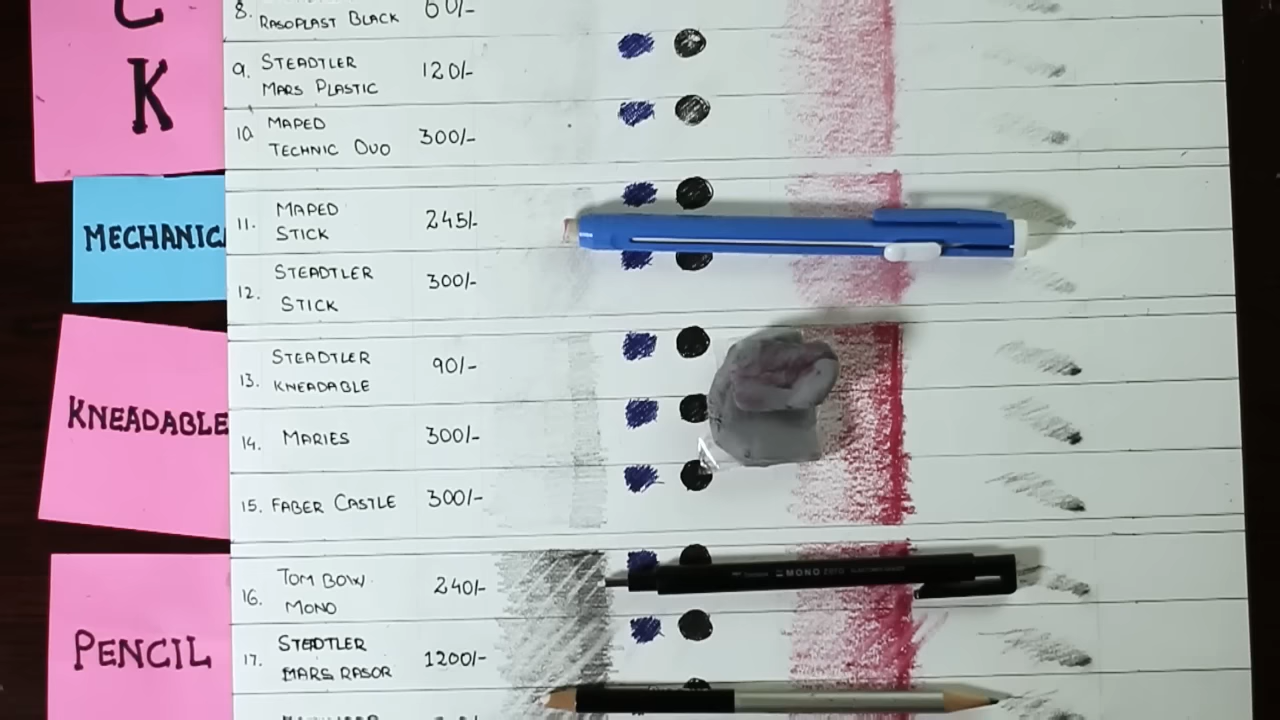 C
K
MECHANICA
KNEADABLE
PENCIL
8. RASOPLAST BLACK 60/-
9. STEADTLER 120/-
MARS PLASTIC
10. MAPED 300/-
TECHNIC DUO
11. MAPED 245/-
STICK
12. STEADTLER 300/-
STICK
13. STEADTLER 90/-
KNEADABLE
14. MARIES 300/-
15. FABER CASTLE 300/-
16. TOM BOW 240/-
MONO
17. STEDTLER 1200/-
MARS RASOR
MONO zero